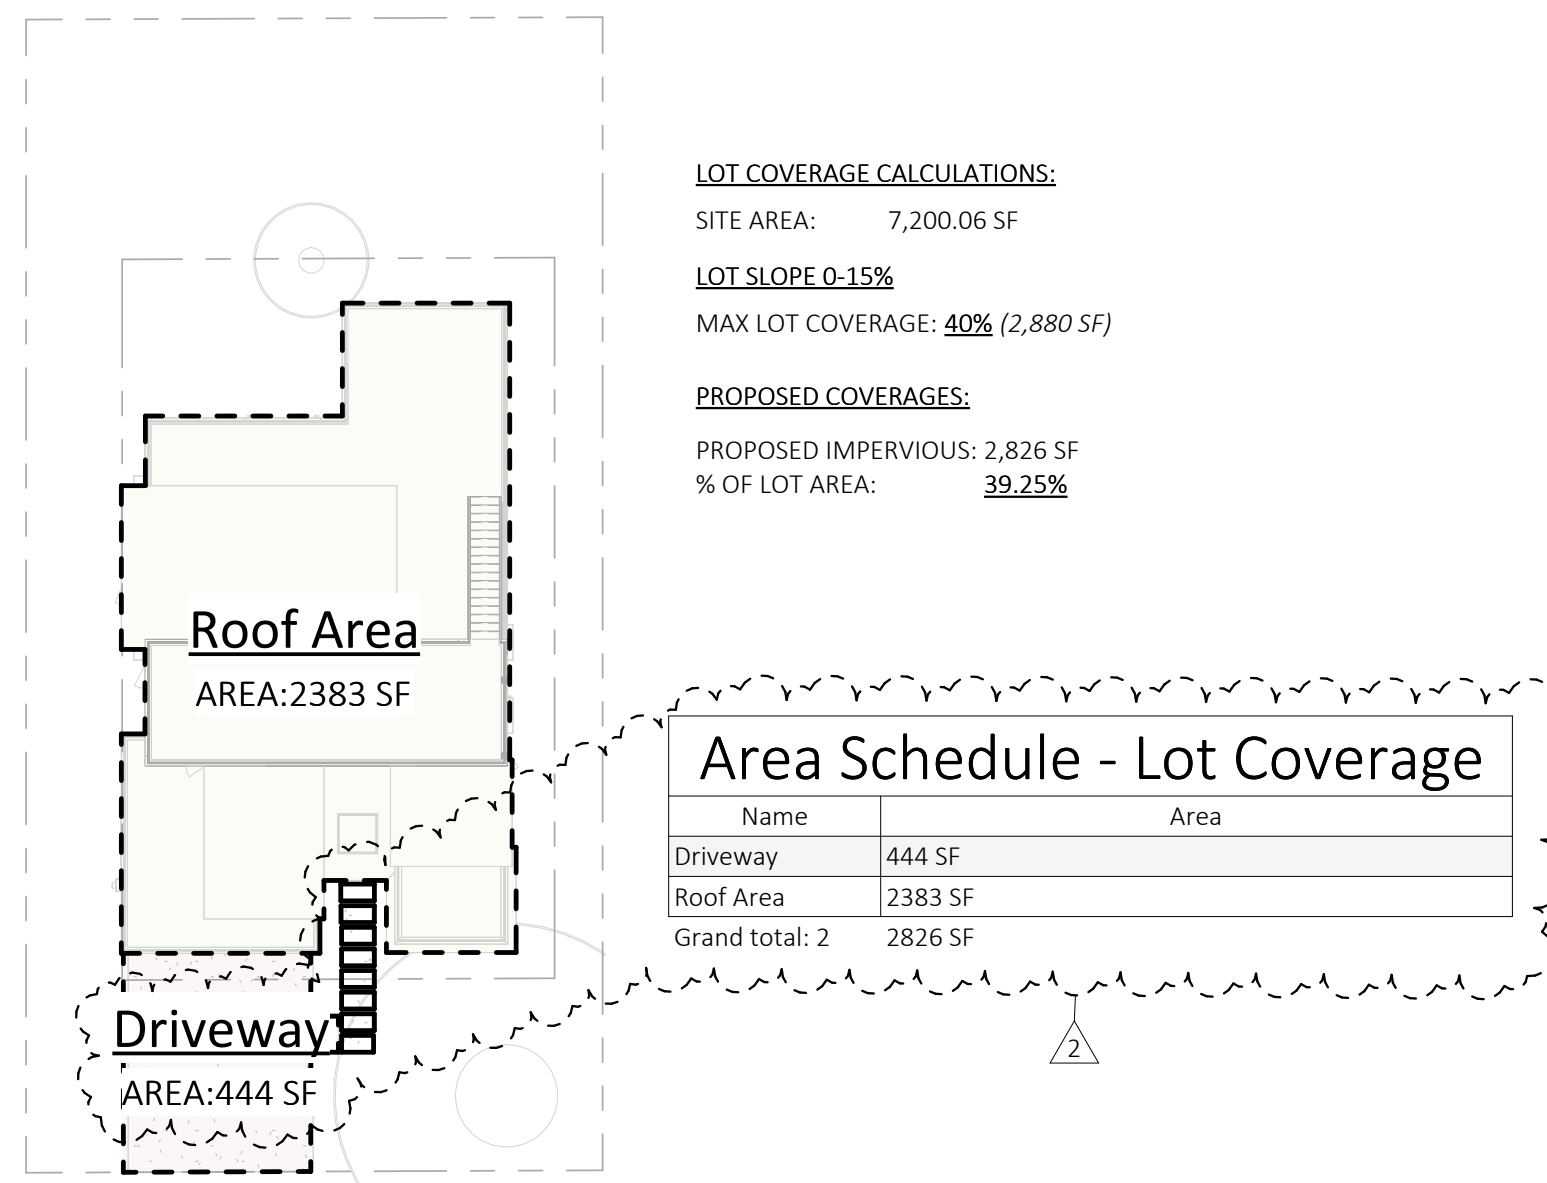 LOT COVERAGE CALCULATIONS:
SITE AREA: 7,200.06 SF
LOT SLOPE 0-15%
MAX LOT COVERAGE: 40% (2,880 SF)
PROPOSED COVERAGES:
PROPOSED IMPERVIOUS: 2,826 SF
% OF LOT AREA: 39.25%
Roof Area
AREA:2383 SF
Area Schedule - Lot Coverage
Name Area
Driveway 444 SF
Roof Area 2383 SF
Grand total: 2 2826 SF
Driveway
AREA:444 SF
2